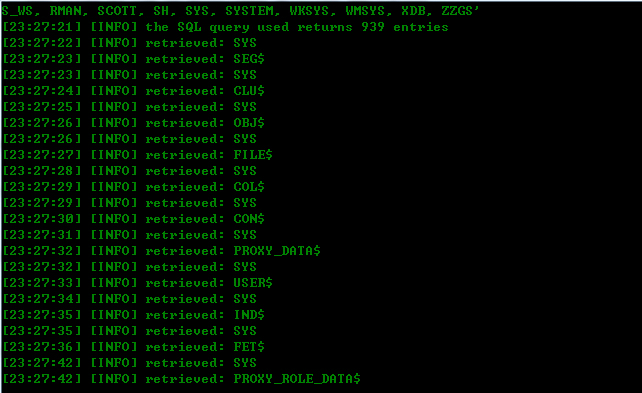 S_WS, RMAN, SCOTT, SH, SYS, SYSTEM, WKSYS, WMSYS, XDB, ZZGS'
[23:27:21] [INFO] the SQL query used returns 939 entries
[23:27:22] [INFO] retrieved: SYS
[23:27:23] [INFO] retrieved: SEG$
[23:27:23] [INFO] retrieved: SYS
[23:27:24] [INFO] retrieved: CLU$
[23:27:25] [INFO] retrieved: SYS
[23:27:26] [INFO] retrieved: OBJ$
[23:27:26] [INFO] retrieved: SYS
[23:27:27] [INFO] retrieved: FILE$
[23:27:28] [INFO] retrieved: SYS
[23:27:29] [INFO] retrieved: COL$
[23:27:29] [INFO] retrieved: SYS
[23:27:30] [INFO] retrieved: CON$
[23:27:31] [INFO] retrieved: SYS
[23:27:32] [INFO] retrieved: PROXY_DATA$
[23:27:32] [INFO] retrieved: SYS
[23:27:33] [INFO] retrieved: USER$
[23:27:34] [INFO] retrieved: SYS
[23:27:35] [INFO] retrieved: IND$
[23:27:35] [INFO] retrieved: SYS
[23:27:36] [INFO] retrieved: FET$
[23:27:42] [INFO] retrieved: SYS
[23:27:42] [INFO] retrieved: PROXY_ROLE_DATA$